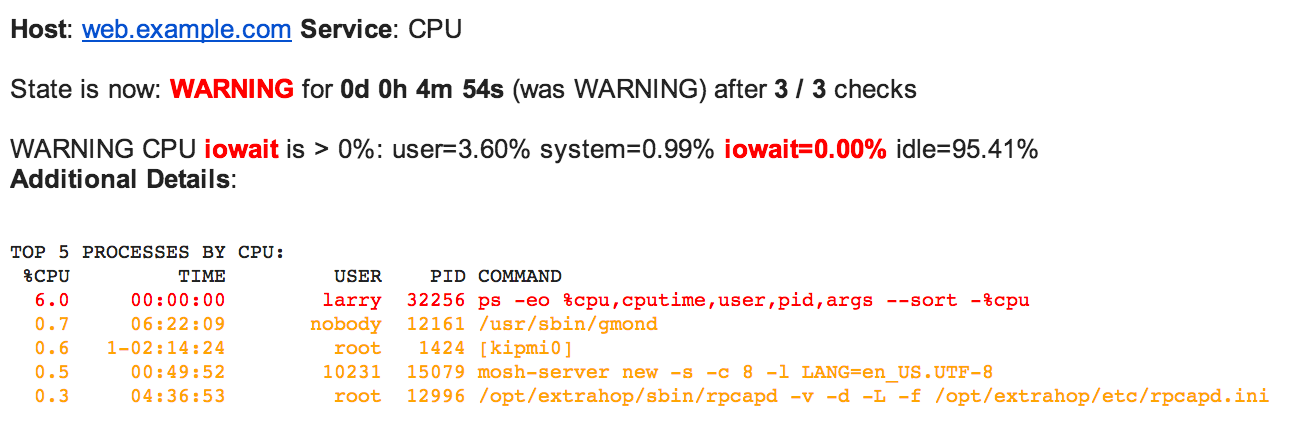 Host: web.example.com Service: CPU
State is now: WARNING for 0d 0h 4m 54s (was WARNING) after 3 / 3 checks
WARNING CPU iowait is > 0%: user=3.60% system=0.99% iowait=0.00% idle=95.41%
Additional Details:
TOP 5 PROCESSES BY CPU:
%CPU TIME USER PID COMMAND
6.0 00:00:00 larry 32256 ps -eo %cpu,cputime,user,pid,args --sort -%cpu
0.7 06:22:09 nobody 12161 /usr/sbin/gmond
0.6 1-02:14:24 root 1424 [kipmi0]
0.5 00:49:52 10231 15079 mosh-server new -s -c 8 -l LANG=en_US.UTF-8
0.3 04:36:53 root 12996 /opt/extrahop/sbin/rpcapd -v -d -L -f /opt/extrahop/etc/rpcapd.ini